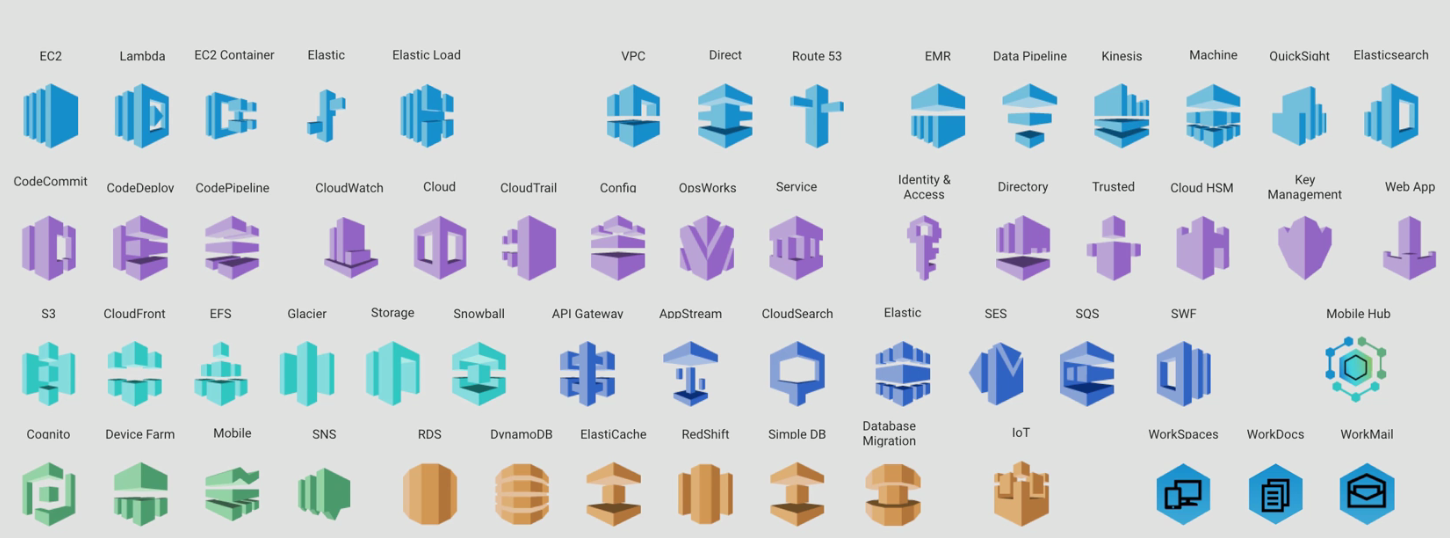 EC2
Lambda
EC2 Container
Elastic
Elastic Load
VPC
Direct
Route 53
EMR
Data Pipeline
Kinesis
Machine
QuickSight
Elasticsearch
CodeCommit
CodeDeploy
CodePipeline
CloudWatch
Cloud
CloudTrail
Config
OpsWorks
Service
Identity &
Access
Directory
Trusted
Cloud HSM
Key
Management
Web App
S3
CloudFront
EFS
Glacier
Storage
Snowball
API Gateway
AppStream
CloudSearch
Elastic
SES
SQS
SWF
Mobile Hub
Cognito
Device Farm
Mobile
SNS
RDS
DynamoDB
ElastiCache
RedShift
Simple DB
Database
Migration
IoT
WorkSpaces
WorkDocs
WorkMail